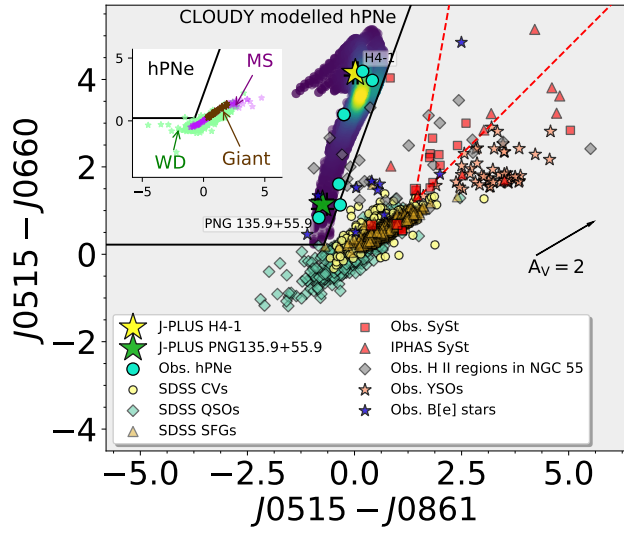 CLOUDY modelled hPNe
H4-1
5
0
hPNe
MS
WD
Giant
−5
0
5
PNG 135.9+55.9
A_V = 2
4
2
0
−2
−4
J0515 − J0660
J-PLUS H4-1
J-PLUS PNG135.9+55.9
Obs. hPNe
SDSS CVs
SDSS QSOs
SDSS SFGs
Obs. SySt
IPHAS SySt
Obs. H II regions in NGC 55
Obs. YSOs
Obs. B[e] stars
−5.0
−2.5
0.0
2.5
5.0
J0515 − J0861